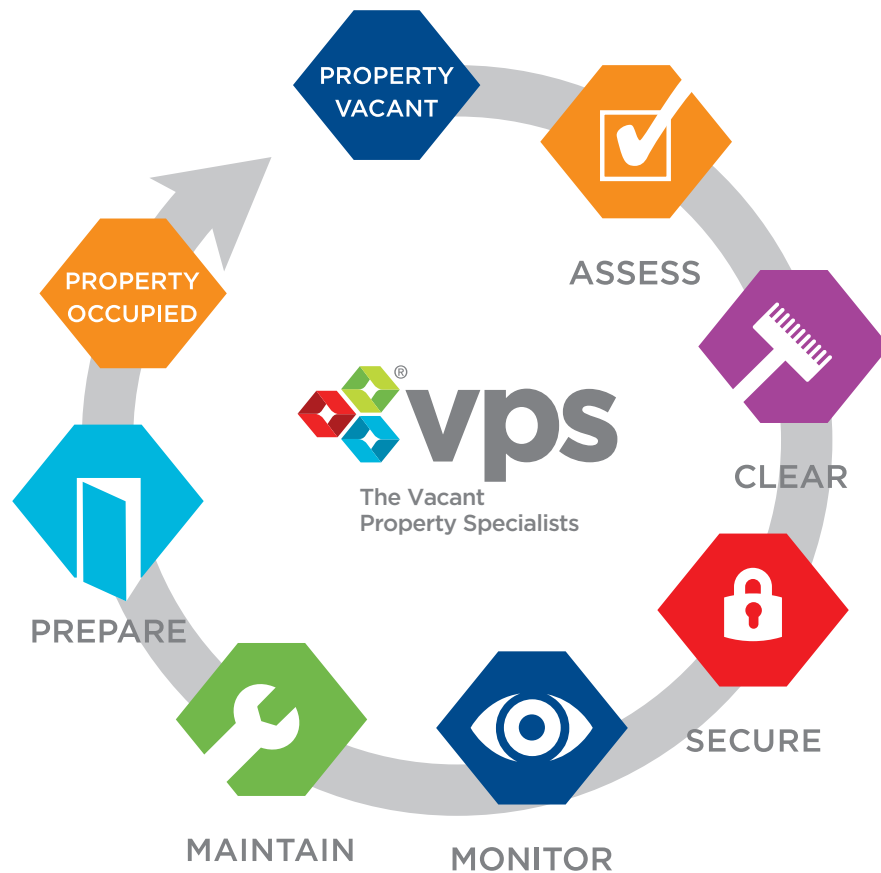 PROPERTY
VACANT
ASSESS
CLEAR
SECURE
MONITOR
MAINTAIN
PREPARE
PROPERTY
OCCUPIED
vps®
The Vacant
Property Specialists